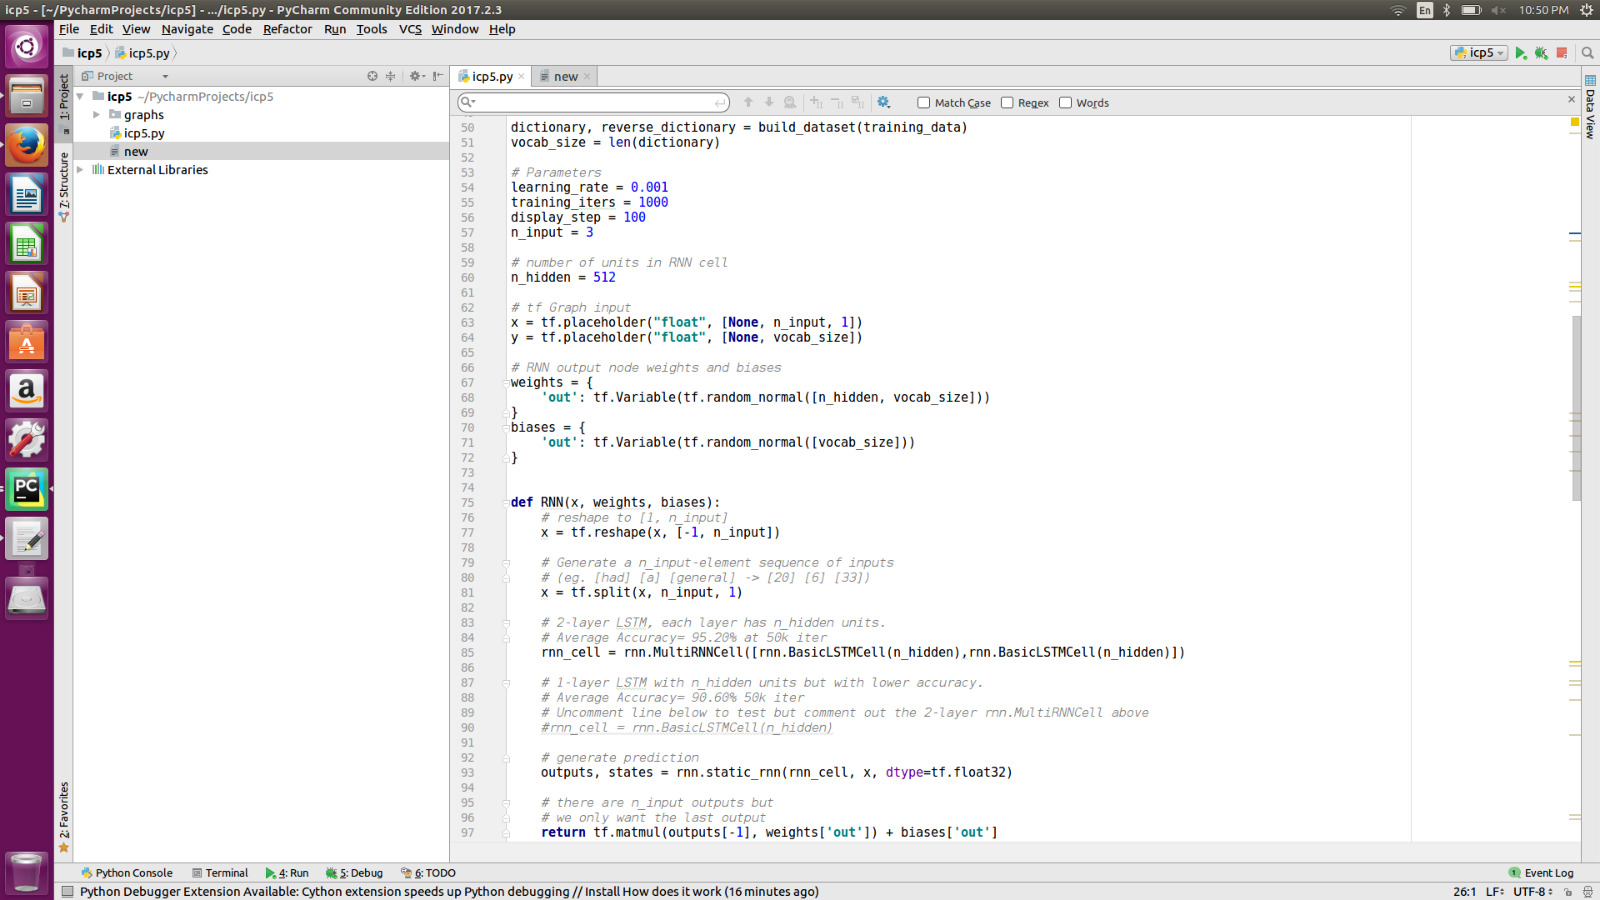 icp5 - [~/PycharmProjects/icp5] - .../icp5.py - PyCharm Community Edition 2017.2.3
En
10:50 PM
File Edit View Navigate Code Refactor Run Tools VCS Window Help
icp5 icp5.py
icp5
Project
icp5.py
new
Match Case
Regex
Words
1: Project
7: Structure
2: Favorites
Data View
icp5 ~/PycharmProjects/icp5
graphs
icp5.py
new
External Libraries
a
PC
50 dictionary, reverse_dictionary = build_dataset(training_data)
51 vocab_size = len(dictionary)
52
53 # Parameters
54 learning_rate = 0.001
55 training_iters = 1000
56 display_step = 100
57 n_input = 3
58
59 # number of units in RNN cell
60 n_hidden = 512
61
62 # tf Graph input
63 x = tf.placeholder("float", [None, n_input, 1])
64 y = tf.placeholder("float", [None, vocab_size])
65
66 # RNN output node weights and biases
67 weights = {
68 'out': tf.Variable(tf.random_normal([n_hidden, vocab_size]))
69 }
70 biases = {
71 'out': tf.Variable(tf.random_normal([vocab_size]))
72 }
73
74
75 def RNN(x, weights, biases):
76 # reshape to [1, n_input]
77 x = tf.reshape(x, [-1, n_input])
78
79 # Generate a n_input-element sequence of inputs
80 # (eg. [had] [a] [general] -> [20] [6] [33])
81 x = tf.split(x, n_input, 1)
82
83 # 2-layer LSTM, each layer has n_hidden units.
84 # Average Accuracy= 95.20% at 50k iter
85 rnn_cell = rnn.MultiRNNCell([rnn.BasicLSTMCell(n_hidden),rnn.BasicLSTMCell(n_hidden)])
86
87 # 1-layer LSTM with n_hidden units but with lower accuracy.
88 # Average Accuracy= 90.60% 50k iter
89 # Uncomment line below to test but comment out the 2-layer rnn.MultiRNNCell above
90 #rnn_cell = rnn.BasicLSTMCell(n_hidden)
91
92 # generate prediction
93 outputs, states = rnn.static_rnn(rnn_cell, x, dtype=tf.float32)
94
95 # there are n_input outputs but
96 # we only want the last output
97 return tf.matmul(outputs[-1], weights['out']) + biases['out']
Python Console
Terminal
4: Run
5: Debug
6: TODO
1 Event Log
Python Debugger Extension Available: Cython extension speeds up Python debugging // Install How does it work (16 minutes ago)
26:1 LF UTF-8